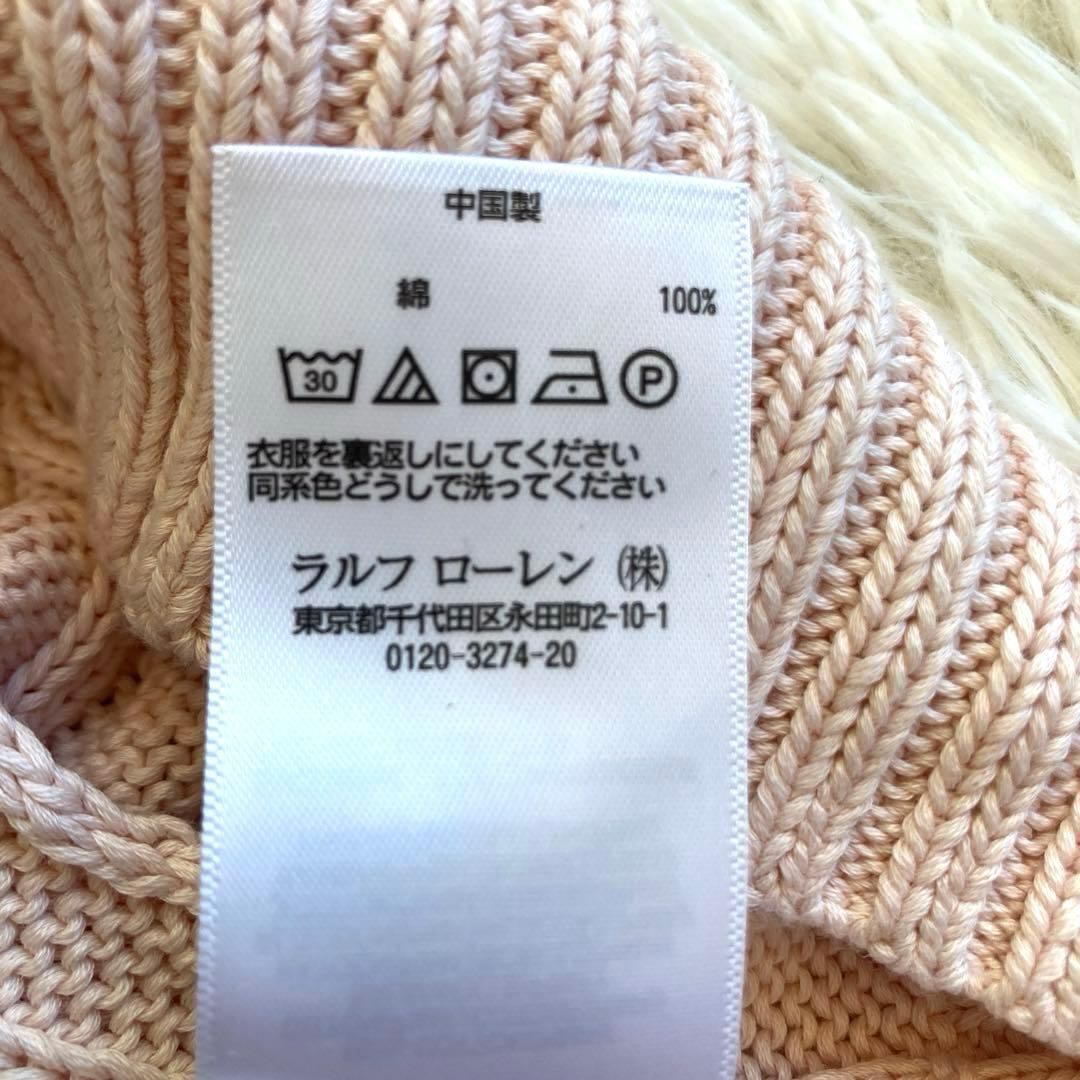 中国製
綿 100%
30 P
衣服を裏返しにしてください
同系色どうしで洗ってください
ラルフ ローレン ㈱
東京都千代田区永田町2-10-1
0120-3274-20